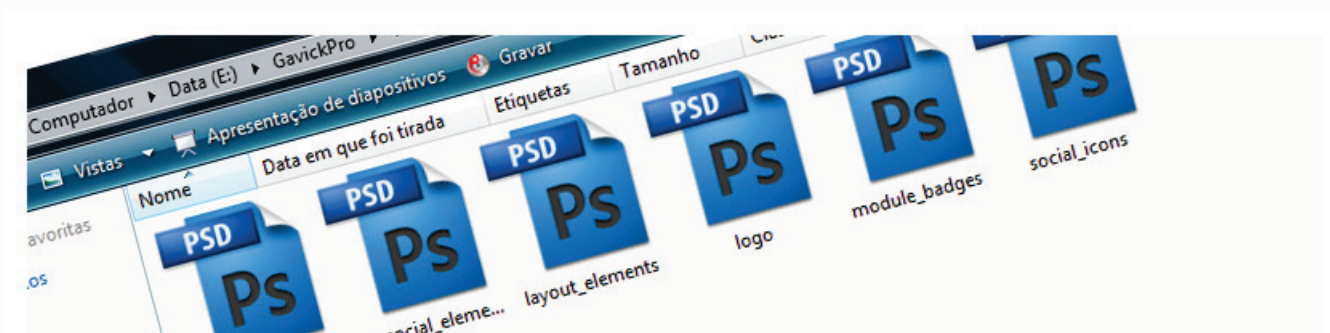 Computador ▸ Data (E:) ▸ GavickPro ▸
Vistas Apresentação de diapositivos Gravar
Nome Data em que foi tirada Etiquetas Tamanho
avoritas
os
PSD PSD PSD PSD PSD
Ps Ps Ps Ps Ps Ps
ocial_eleme... layout_elements logo module_badges social_icons